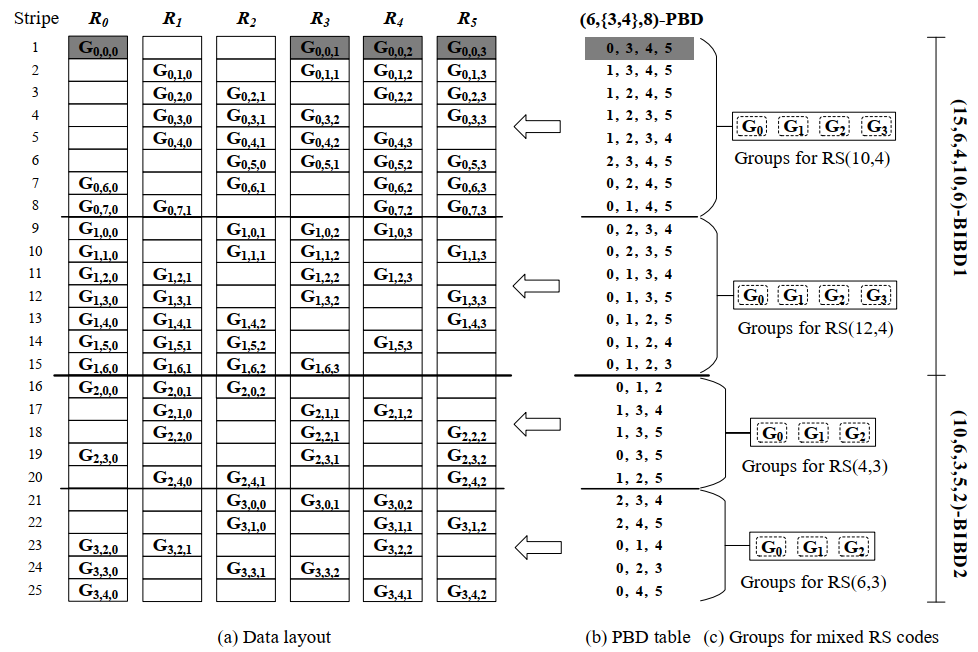 Stripe R0 R1 R2 R3 R4 R5 (6,{3,4},8)-PBD
1 G0,0,0 G0,0,1 G0,0,2 G0,0,3 0, 3, 4, 5
2 G0,1,0 G0,1,1 G0,1,2 G0,1,3 1, 3, 4, 5
3 G0,2,0 G0,2,1 G0,2,2 G0,2,3 1, 2, 4, 5
4 G0,3,0 G0,3,1 G0,3,2 G0,3,3 1, 2, 3, 5
G0 G1 G2 G3
5 G0,4,0 G0,4,1 G0,4,2 G0,4,3 1, 2, 3, 4
Groups for RS(10,4)
6 G0,5,0 G0,5,1 G0,5,2 G0,5,3 2, 3, 4, 5
7 G0,6,0 G0,6,1 G0,6,2 G0,6,3 0, 2, 4, 5
8 G0,7,0 G0,7,1 G0,7,2 G0,7,3 0, 1, 4, 5
(15,6,4,10,6)-BIBD1
9 G1,0,0 G1,0,1 G1,0,2 G1,0,3 0, 2, 3, 4
10 G1,1,0 G1,1,1 G1,1,2 G1,1,3 0, 2, 3, 5
11 G1,2,0 G1,2,1 G1,2,2 G1,2,3 0, 1, 3, 4
12 G1,3,0 G1,3,1 G1,3,2 G1,3,3 0, 1, 3, 5
G0 G1 G2 G3
13 G1,4,0 G1,4,1 G1,4,2 G1,4,3 0, 1, 2, 5
Groups for RS(12,4)
14 G1,5,0 G1,5,1 G1,5,2 G1,5,3 0, 1, 2, 4
15 G1,6,0 G1,6,1 G1,6,2 G1,6,3 0, 1, 2, 3
16 G2,0,0 G2,0,1 G2,0,2 0, 1, 2
17 G2,1,0 G2,1,1 G2,1,2 1, 3, 4
18 G2,2,0 G2,2,1 G2,2,2 1, 3, 5
G0 G1 G2
19 G2,3,0 G2,3,1 G2,3,2 0, 3, 5
Groups for RS(4,3)
20 G2,4,0 G2,4,1 G2,4,2 1, 2, 5
(10,6,3,5,2)-BIBD2
21 G3,0,0 G3,0,1 G3,0,2 2, 3, 4
22 G3,1,0 G3,1,1 G3,1,2 2, 4, 5
23 G3,2,0 G3,2,1 G3,2,2 0, 1, 4
G0 G1 G2
24 G3,3,0 G3,3,1 G3,3,2 0, 2, 3
Groups for RS(6,3)
25 G3,4,0 G3,4,1 G3,4,2 0, 4, 5
(a) Data layout (b) PBD table (c) Groups for mixed RS codes